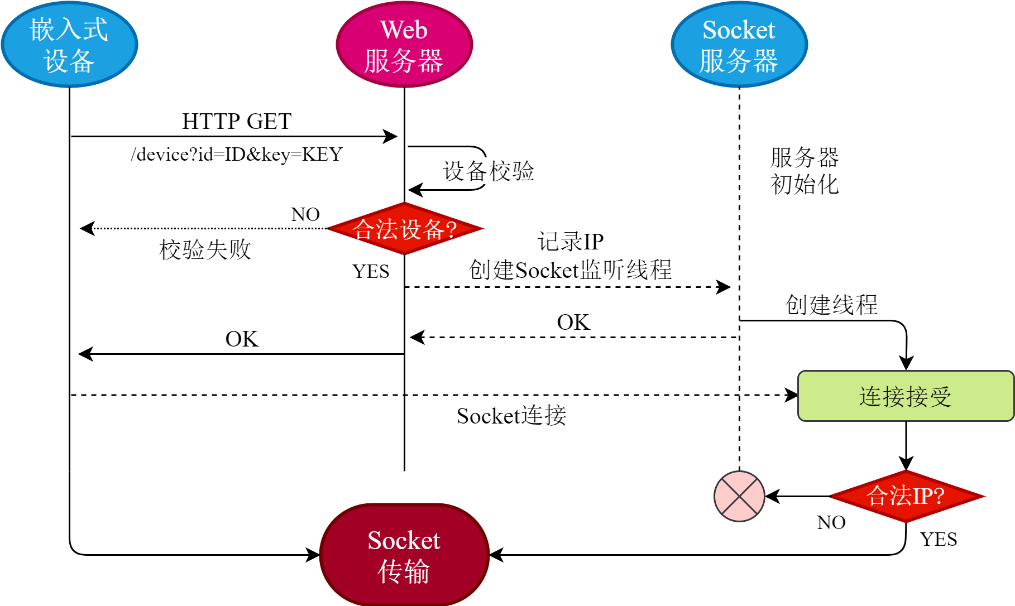 嵌入式
设备
Web
服务器
Socket
服务器
HTTP GET
/device?id=ID&key=KEY
设备校验
服务器
初始化
NO
合法设备?
校验失败
YES
记录IP
创建Socket监听线程
创建线程
OK
OK
连接接受
Socket连接
合法IP?
NO
YES
Socket
传输